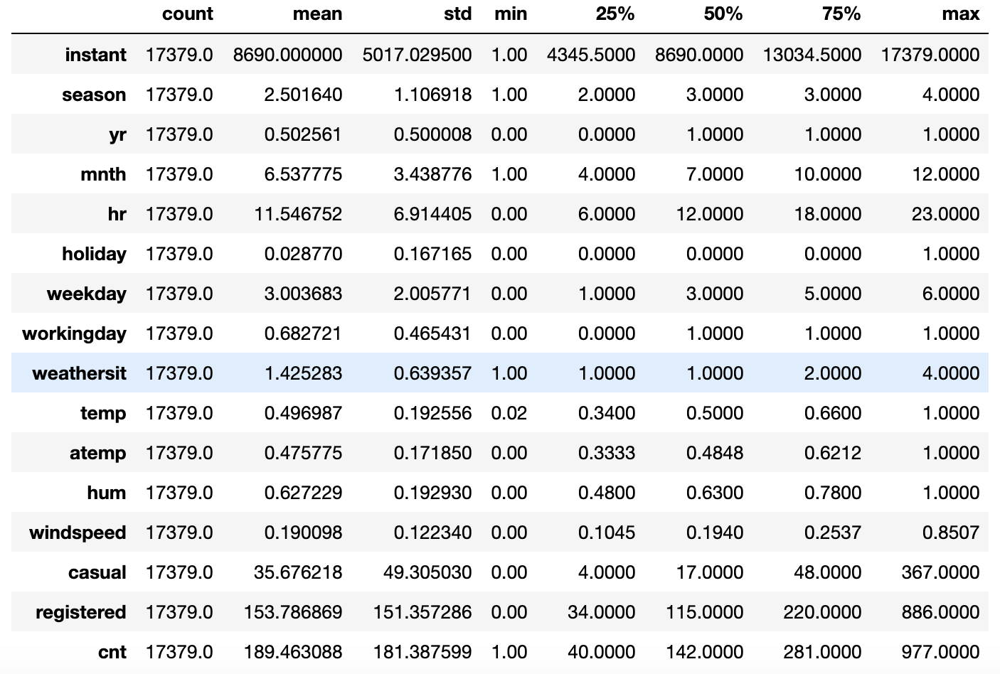 count mean std min 25% 50% 75% max
instant 17379.0 8690.000000 5017.029500 1.00 4345.5000 8690.0000 13034.5000 17379.0000
season 17379.0 2.501640 1.106918 1.00 2.0000 3.0000 3.0000 4.0000
yr 17379.0 0.502561 0.500008 0.00 0.0000 1.0000 1.0000 1.0000
mnth 17379.0 6.537775 3.438776 1.00 4.0000 7.0000 10.0000 12.0000
hr 17379.0 11.546752 6.914405 0.00 6.0000 12.0000 18.0000 23.0000
holiday 17379.0 0.028770 0.167165 0.00 0.0000 0.0000 0.0000 1.0000
weekday 17379.0 3.003683 2.005771 0.00 1.0000 3.0000 5.0000 6.0000
workingday 17379.0 0.682721 0.465431 0.00 0.0000 1.0000 1.0000 1.0000
weathersit 17379.0 1.425283 0.639357 1.00 1.0000 1.0000 2.0000 4.0000
temp 17379.0 0.496987 0.192556 0.02 0.3400 0.5000 0.6600 1.0000
atemp 17379.0 0.475775 0.171850 0.00 0.3333 0.4848 0.6212 1.0000
hum 17379.0 0.627229 0.192930 0.00 0.4800 0.6300 0.7800 1.0000
windspeed 17379.0 0.190098 0.122340 0.00 0.1045 0.1940 0.2537 0.8507
casual 17379.0 35.676218 49.305030 0.00 4.0000 17.0000 48.0000 367.0000
registered 17379.0 153.786869 151.357286 0.00 34.0000 115.0000 220.0000 886.0000
cnt 17379.0 189.463088 181.387599 1.00 40.0000 142.0000 281.0000 977.0000